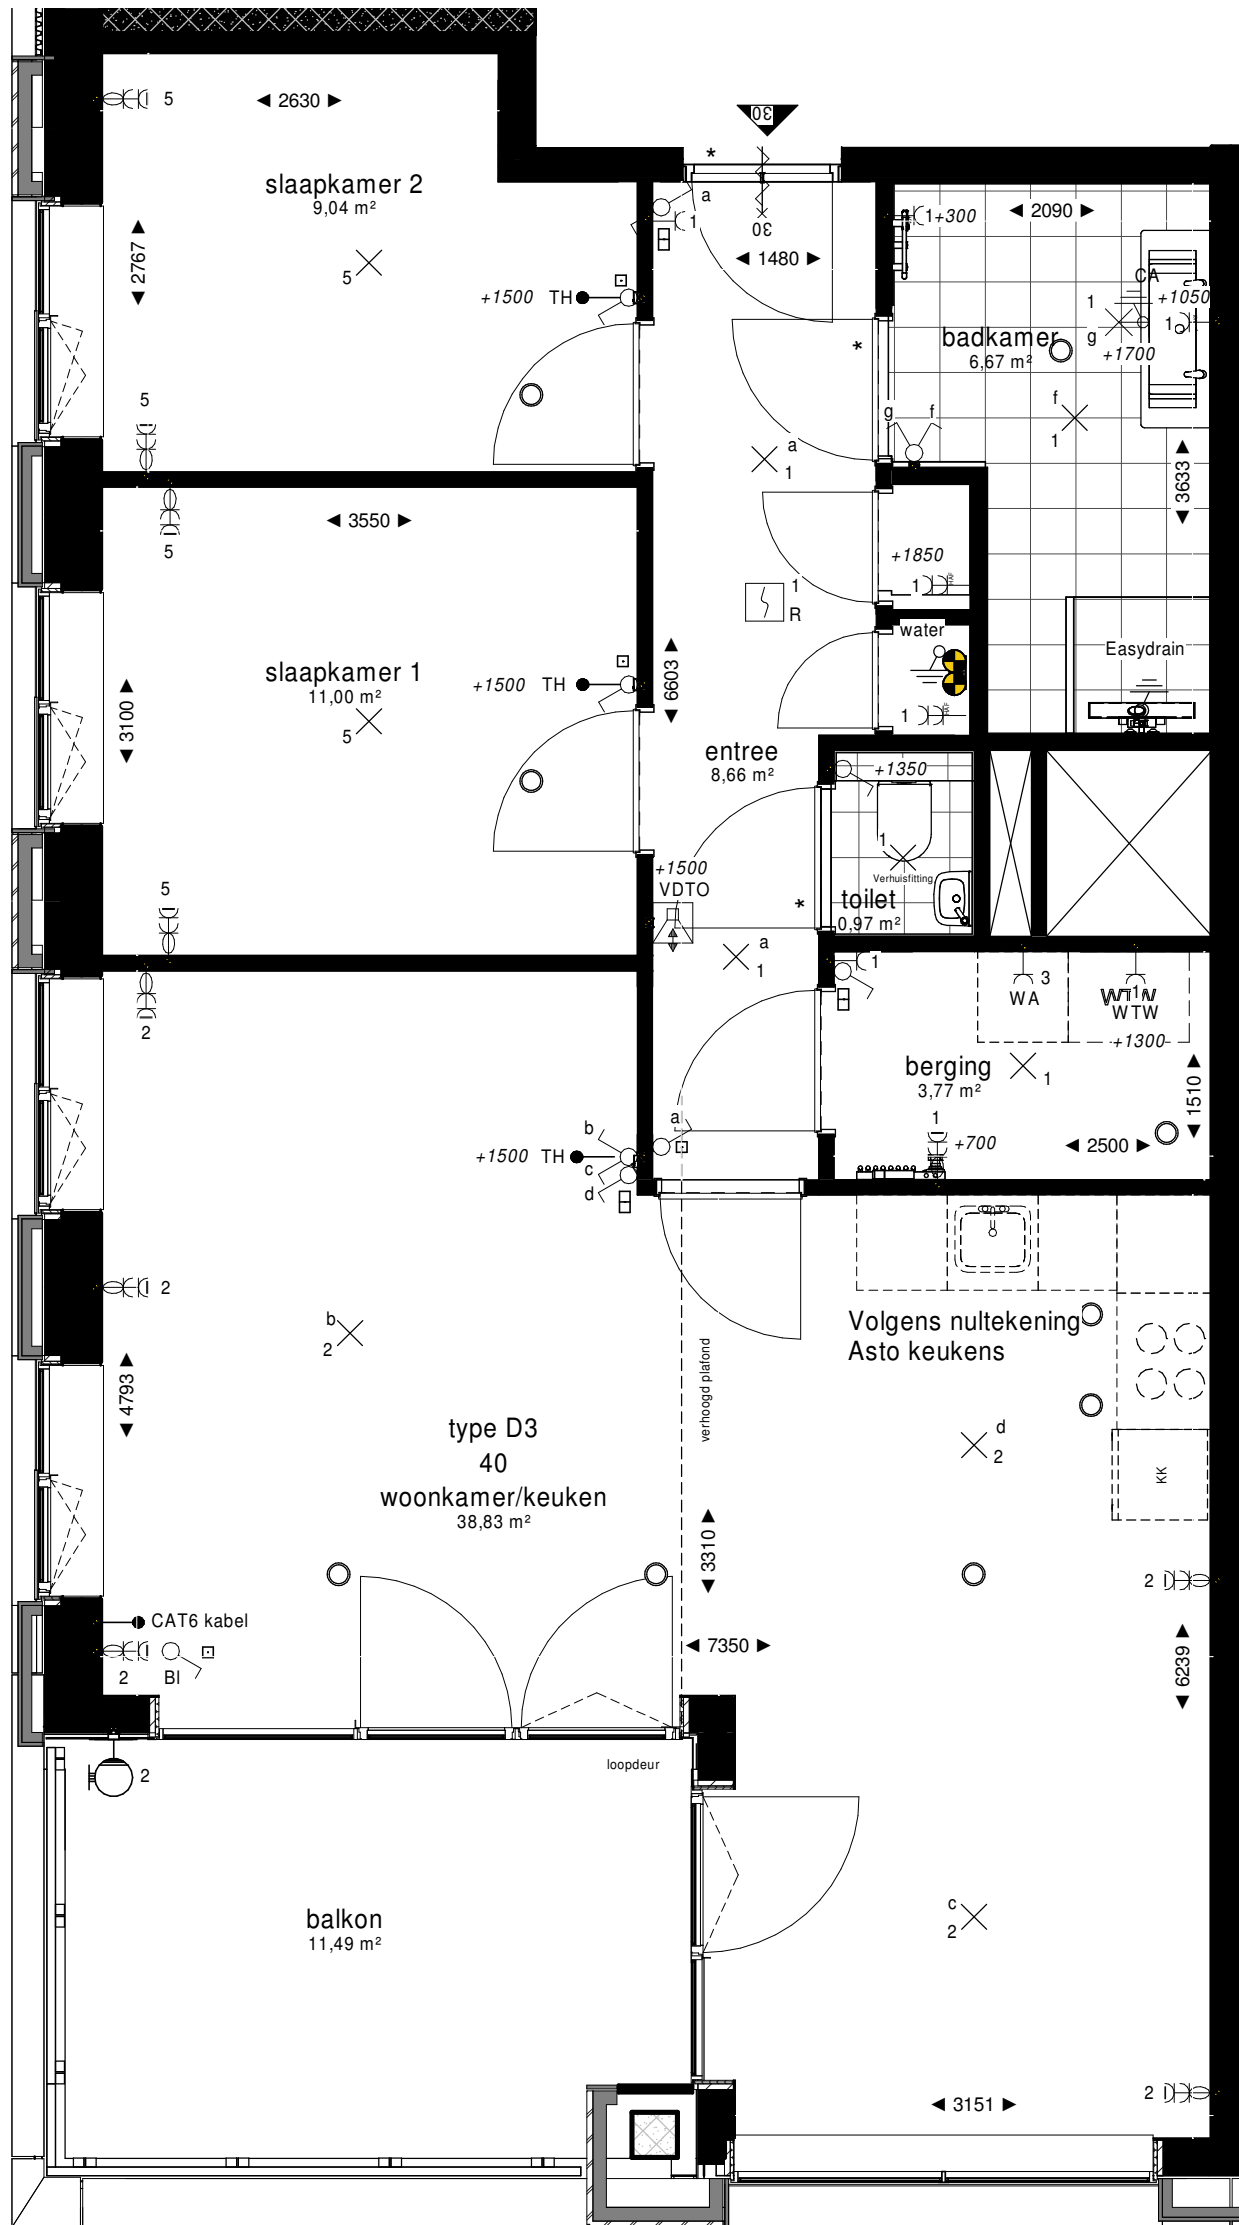 30
30
5
2630
slaapkamer 2
9,04 m²
2767
5
5
+1500 TH
a
1
1480
*
1+300
2090
CA
1
+1050
1
g
+1700
badkamer
6,67 m²
*
g
f
f
1
a
1
3633
3550
5
+1850
1
1
R
slaapkamer 1
11,00 m²
3100
5
+1500 TH
6603
water
1
Easydrain
entree
8,66 m²
+1350
1
Verhuisfitting
toilet
0,97 m²
*
+1500
VDTO
a
1
5
2
1
3
WA
1
WTW
WTW
+1300
berging
3,77 m²
1
1510
1
+700
2500
a
b
+1500 TH
c
d
2
b
2
4793
Volgens nultekening
Asto keukens
verhoogd plafond
d
2
KK
type D3
40
woonkamer/keuken
38,83 m²
3310
2
CAT6 kabel
2
BI
7350
6239
loopdeur
2
balkon
11,49 m²
c
2
2
3151